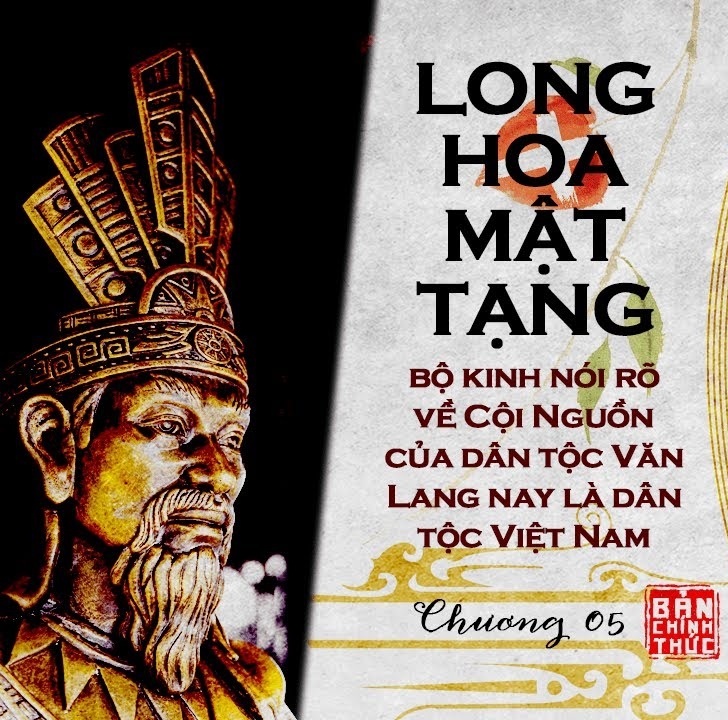 LONG
HOA
MẬT
TẠNG
BỘ KINH NÓI RÕ
VỀ CỘI NGUỒN
CỦA DÂN TỘC VĂN
LANG NAY LÀ DÂN
TỘC VIỆT NAM
Chương 05
BẢN
CHÍNH
THỨC